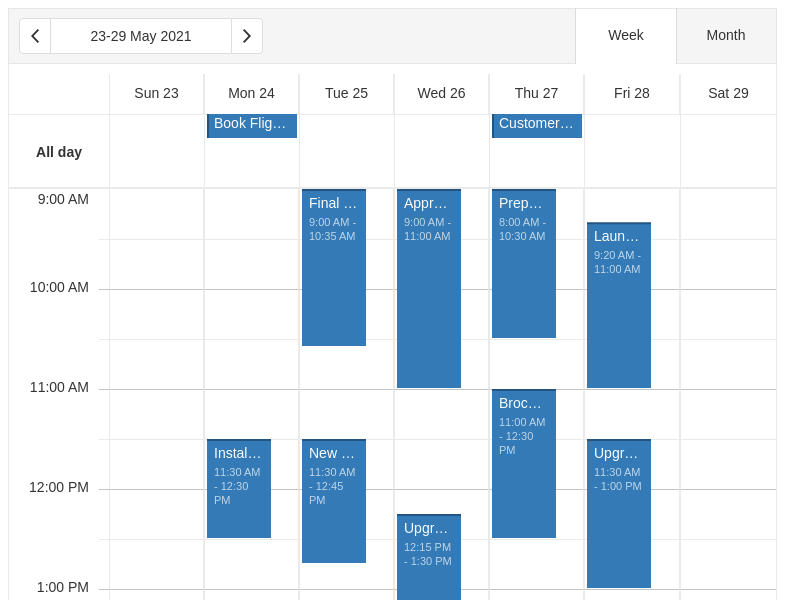 23-29 May 2021
Week
Month
Sun 23
Mon 24
Tue 25
Wed 26
Thu 27
Fri 28
Sat 29
All day
Book Flig…
Customer…
9:00 AM
10:00 AM
11:00 AM
12:00 PM
1:00 PM
Instal…
11:30 AM
- 12:30
PM
Final …
9:00 AM -
10:35 AM
New …
11:30 AM
- 12:45
PM
Appr…
9:00 AM -
11:00 AM
Upgr…
12:15 PM
- 1:30 PM
Prep…
8:00 AM -
10:30 AM
Broc…
11:00 AM
- 12:30
PM
Laun…
9:20 AM -
11:00 AM
Upgr…
11:30 AM
- 1:00 PM